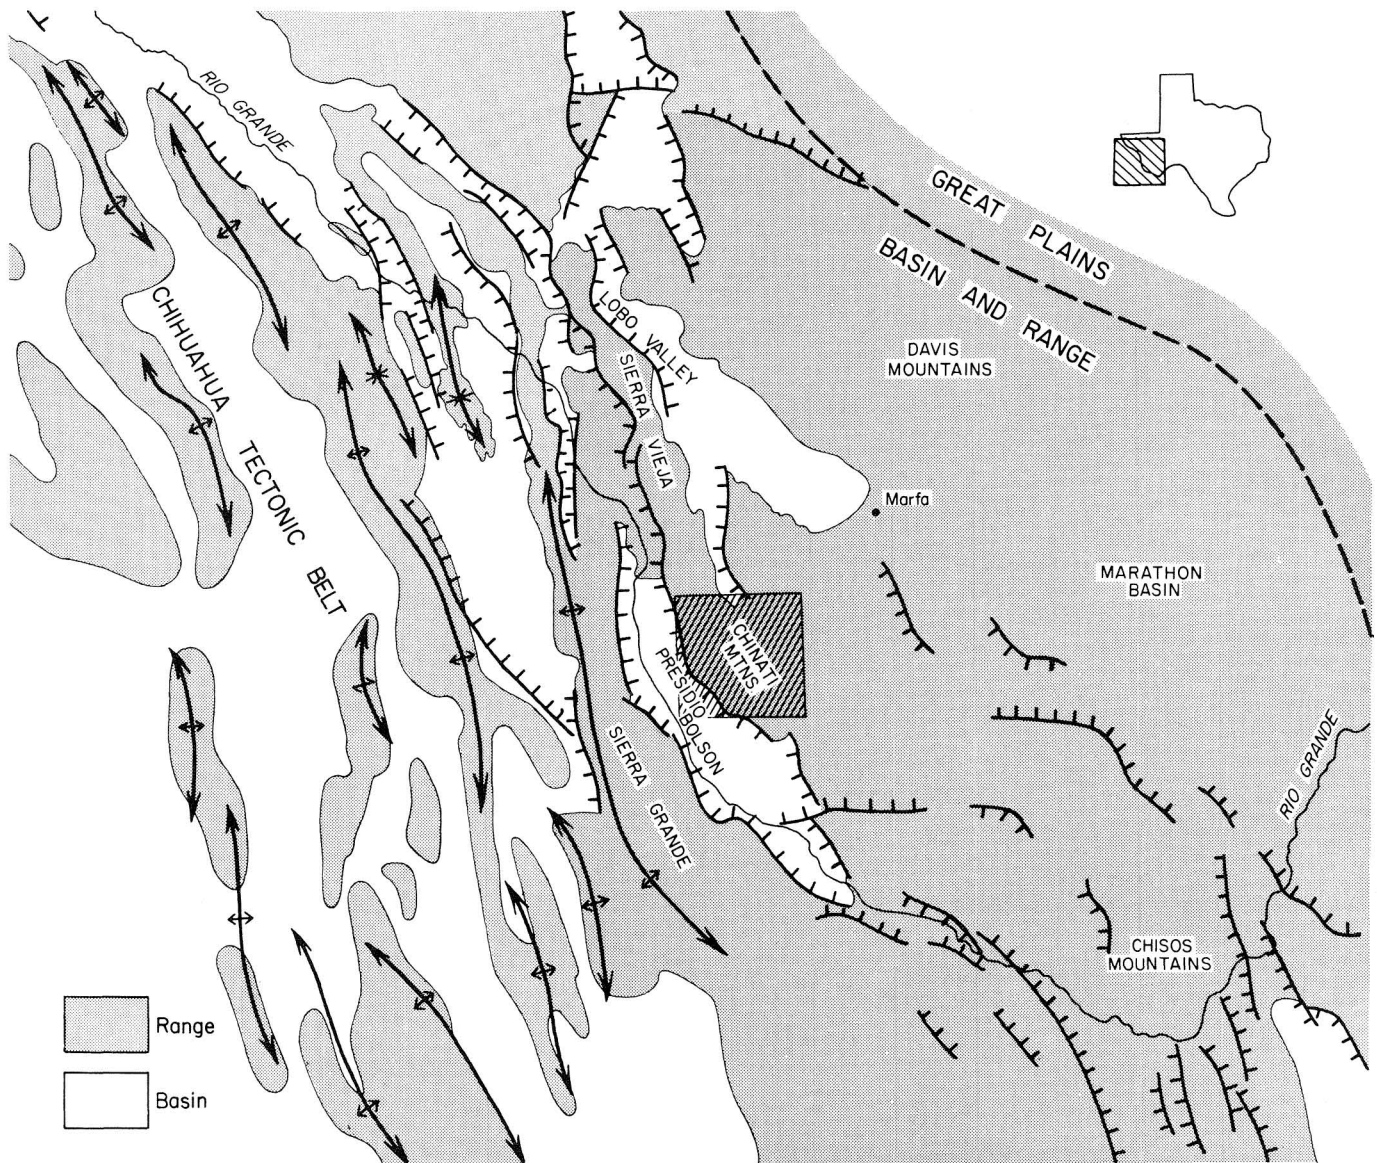 RIO GRANDE
GREAT PLAINS
BASIN AND RANGE
CHIHUAHUA TECTONIC BELT
LOBO VALLEY
SIERRA VIEJA
DAVIS
MOUNTAINS
Marfa
MARATHON
BASIN
CHINATI
MTNS
PRESIDIO
BOLSON
SIERRA GRANDE
RIO GRANDE
CHISOS
MOUNTAINS
Range
Basin